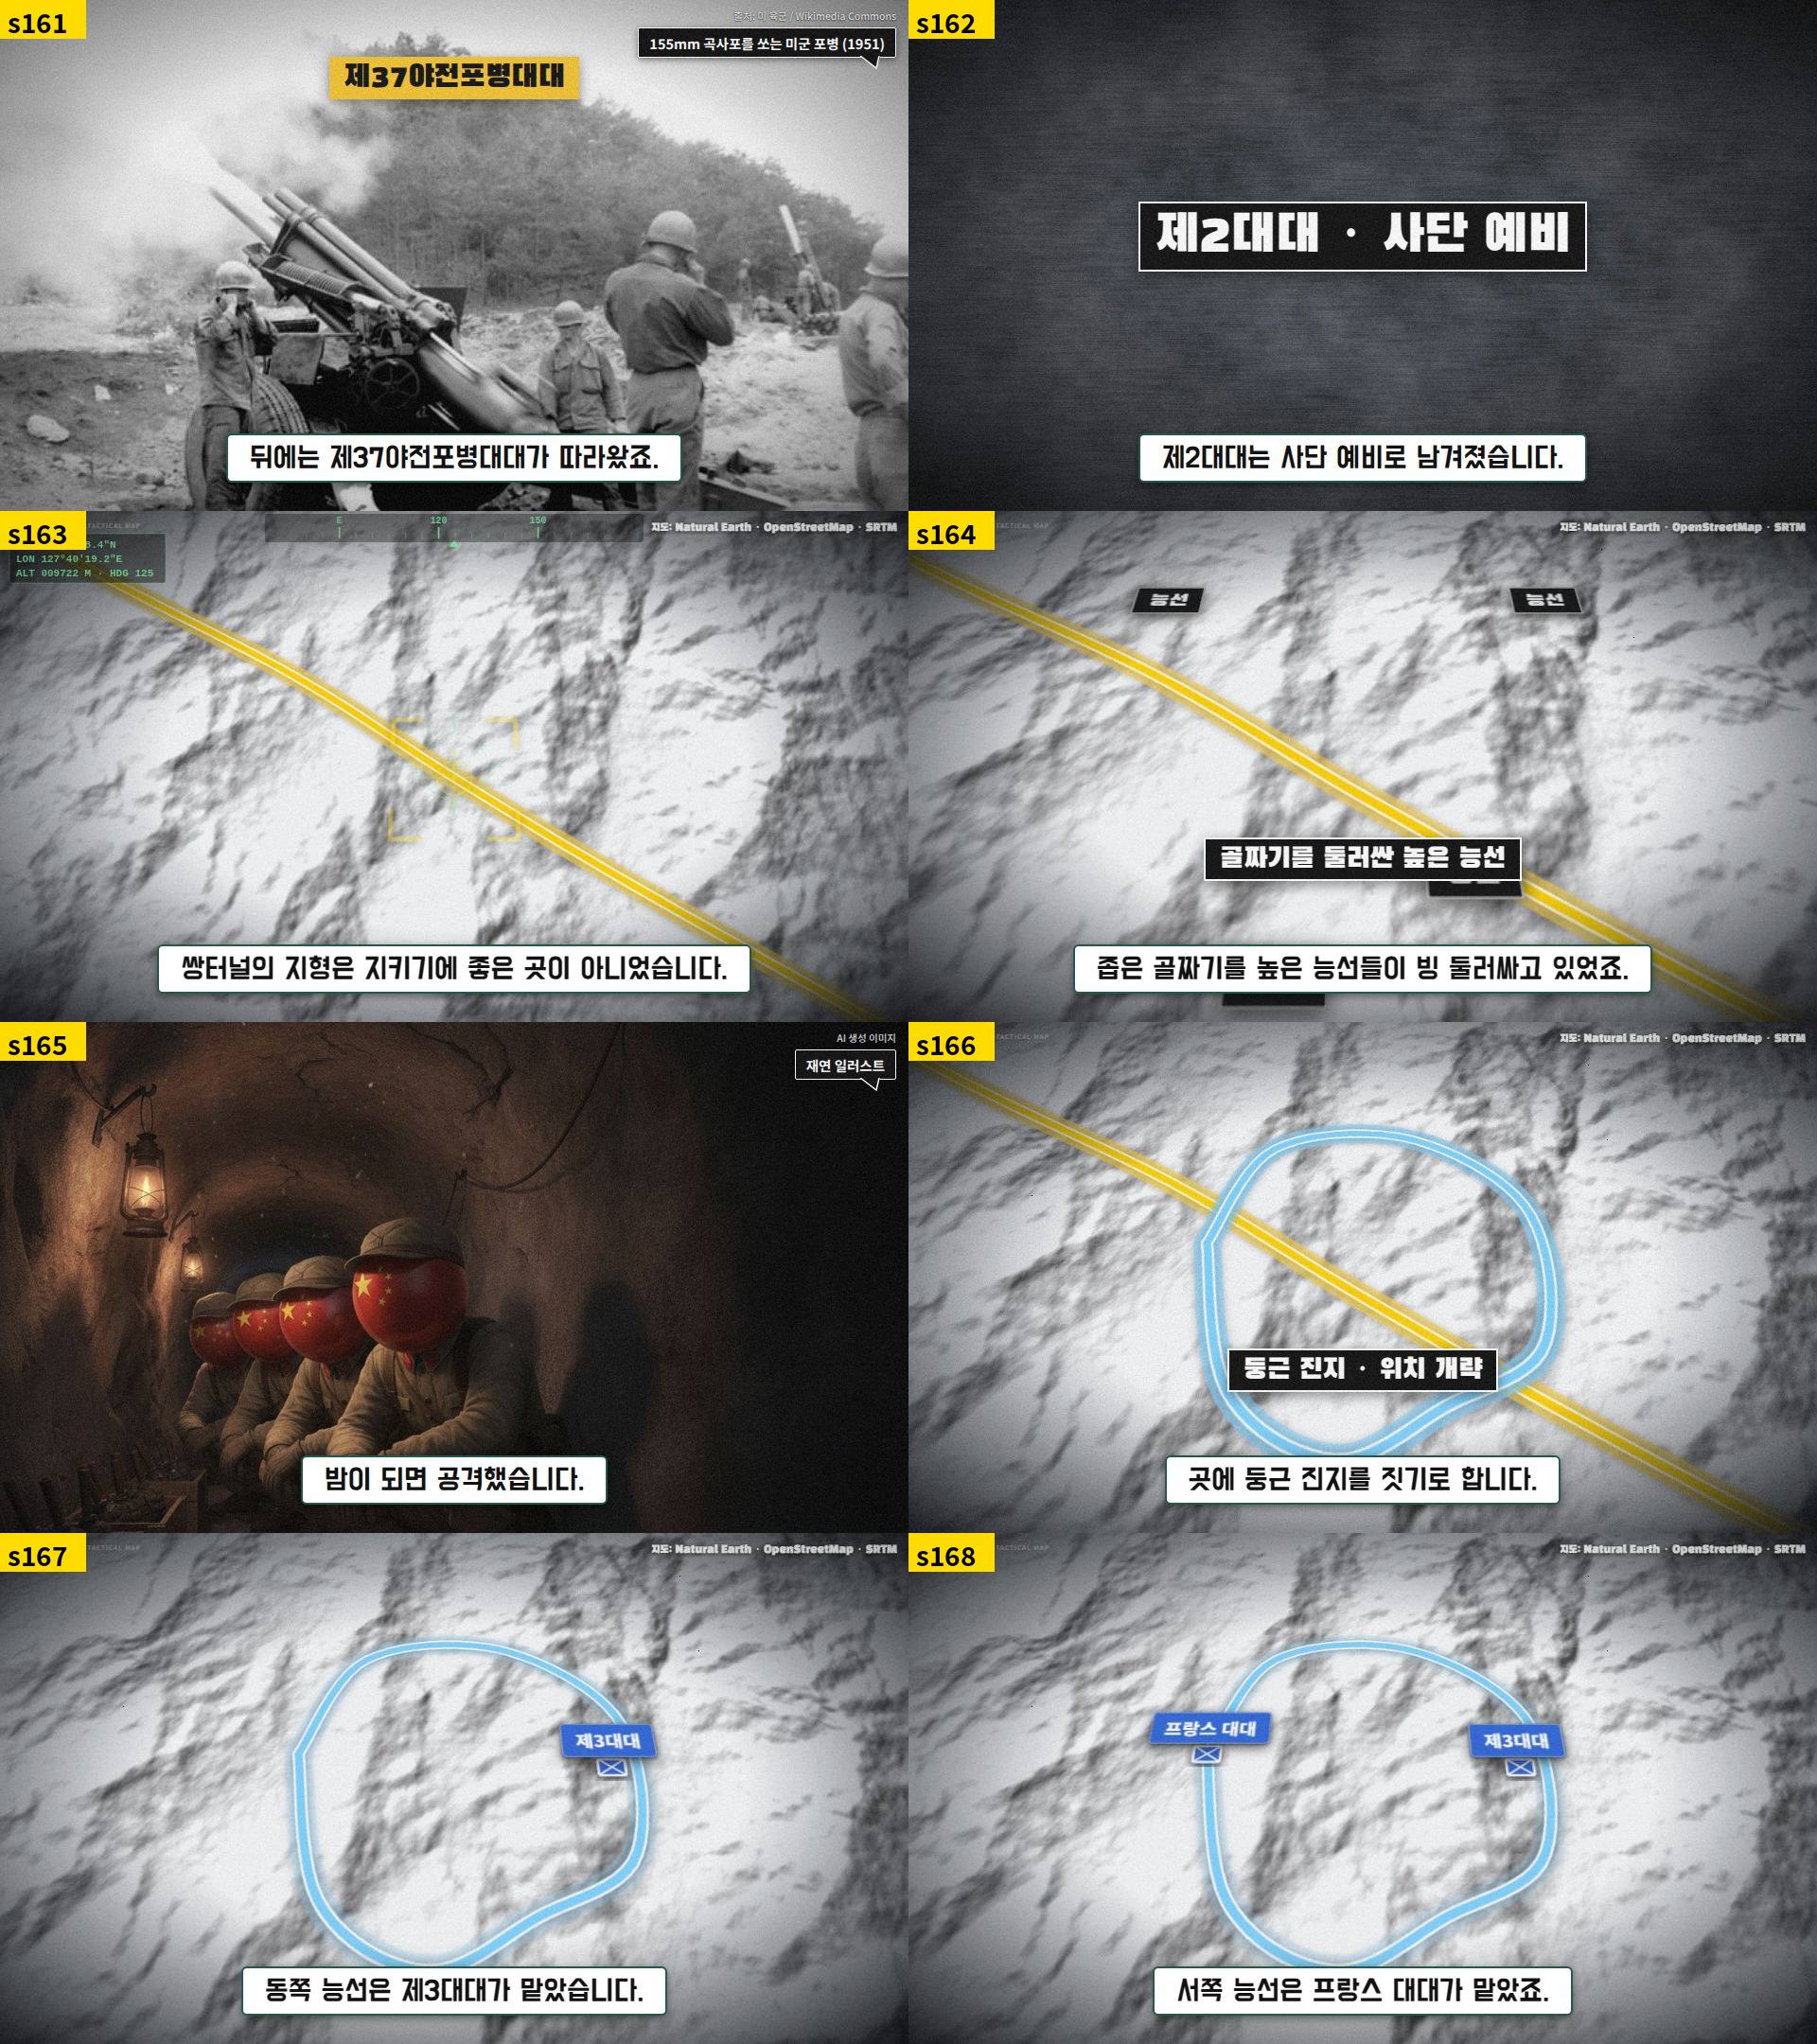 s161
출처: 미 육군 / Wikimedia Commons
155mm 곡사포를 쏘는 미군 포병 (1951)
제37야전포병대대
뒤에는 제37야전포병대대가 따라왔죠.
s162
제2대대 · 사단 예비
제2대대는 사단 예비로 남겨졌습니다.
s163
TACTICAL MAP
E 120 150
지도: Natural Earth · OpenStreetMap · SRTM
LON 127°40'19.2"E
ALT 009722 M · HDG 125
쌍터널의 지형은 지키기에 좋은 곳이 아니었습니다.
s164
TACTICAL MAP
지도: Natural Earth · OpenStreetMap · SRTM
능선
능선
골짜기를 둘러싼 높은 능선
좁은 골짜기를 높은 능선들이 빙 둘러싸고 있었죠.
s165
AI 생성 이미지
재연 일러스트
밤이 되면 공격했습니다.
s166
TACTICAL MAP
지도: Natural Earth · OpenStreetMap · SRTM
둥근 진지 · 위치 개략
곳에 둥근 진지를 짓기로 합니다.
s167
TACTICAL MAP
지도: Natural Earth · OpenStreetMap · SRTM
제3대대
동쪽 능선은 제3대대가 맡았습니다.
s168
TACTICAL MAP
지도: Natural Earth · OpenStreetMap · SRTM
프랑스 대대
제3대대
서쪽 능선은 프랑스 대대가 맡았죠.